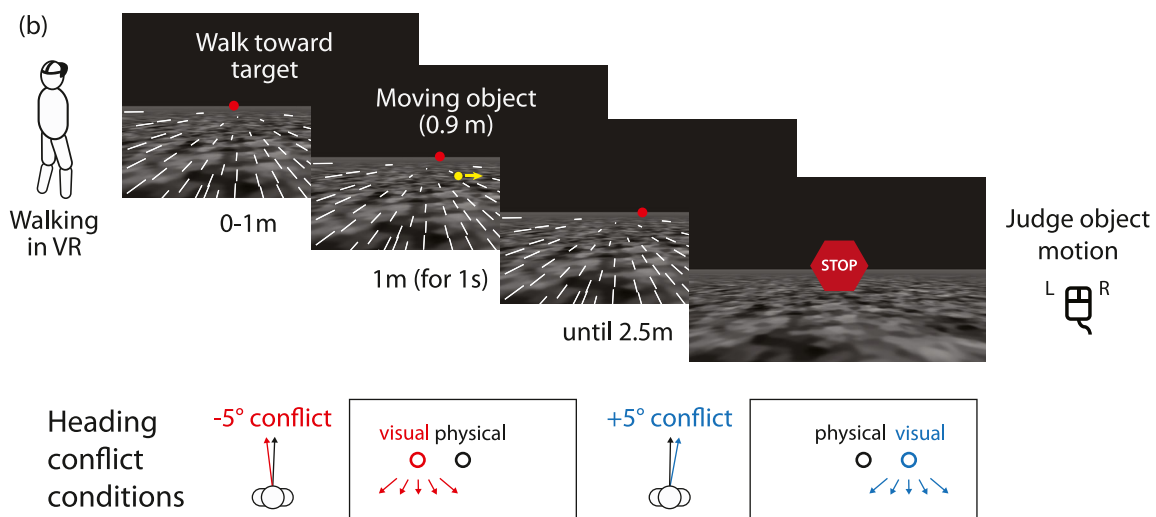 (b)
Walk toward
target
Moving object
(0.9 m)
Walking
in VR
0-1m
1m (for 1s)
until 2.5m
STOP
Judge object
motion
L R
Heading
conflict
conditions
-5° conflict
visual physical
+5° conflict
physical visual